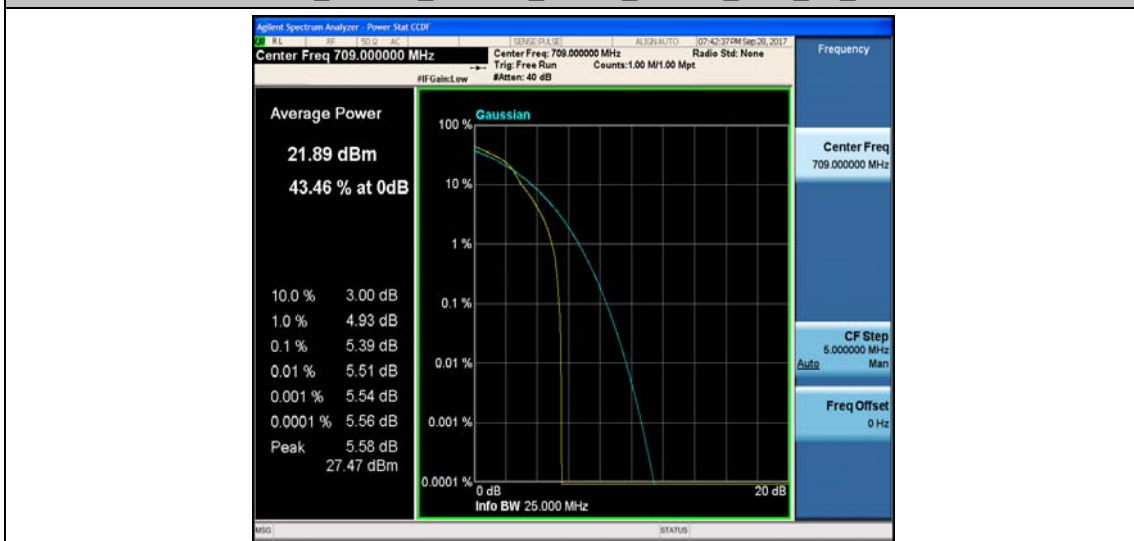 Agilent Spectrum Analyzer - Power Stat CCDF
RL RF 50 Ω AC SENSE:PULSE ALIGN AUTO 07:42:37 PM Sep 28, 2017
Center Freq 709.000000 MHz
Center Freq: 709.000000 MHz Radio Std: None
Trig: Free Run Counts:1.00 M/1.00 Mpt
#IFGain:Low #Atten: 40 dB
Frequency
Average Power
21.89 dBm
43.46 % at 0dB
10.0 % 3.00 dB
1.0 % 4.93 dB
0.1 % 5.39 dB
0.01 % 5.51 dB
0.001 % 5.54 dB
0.0001 % 5.56 dB
Peak 5.58 dB
27.47 dBm
Gaussian
100 %
10 %
1 %
0.1 %
0.01 %
0.001 %
0.0001 %
0 dB 20 dB
Info BW 25.000 MHz
Center Freq
709.000000 MHz
CF Step
5.000000 MHz
Auto Man
Freq Offset
0 Hz
MSG STATUS